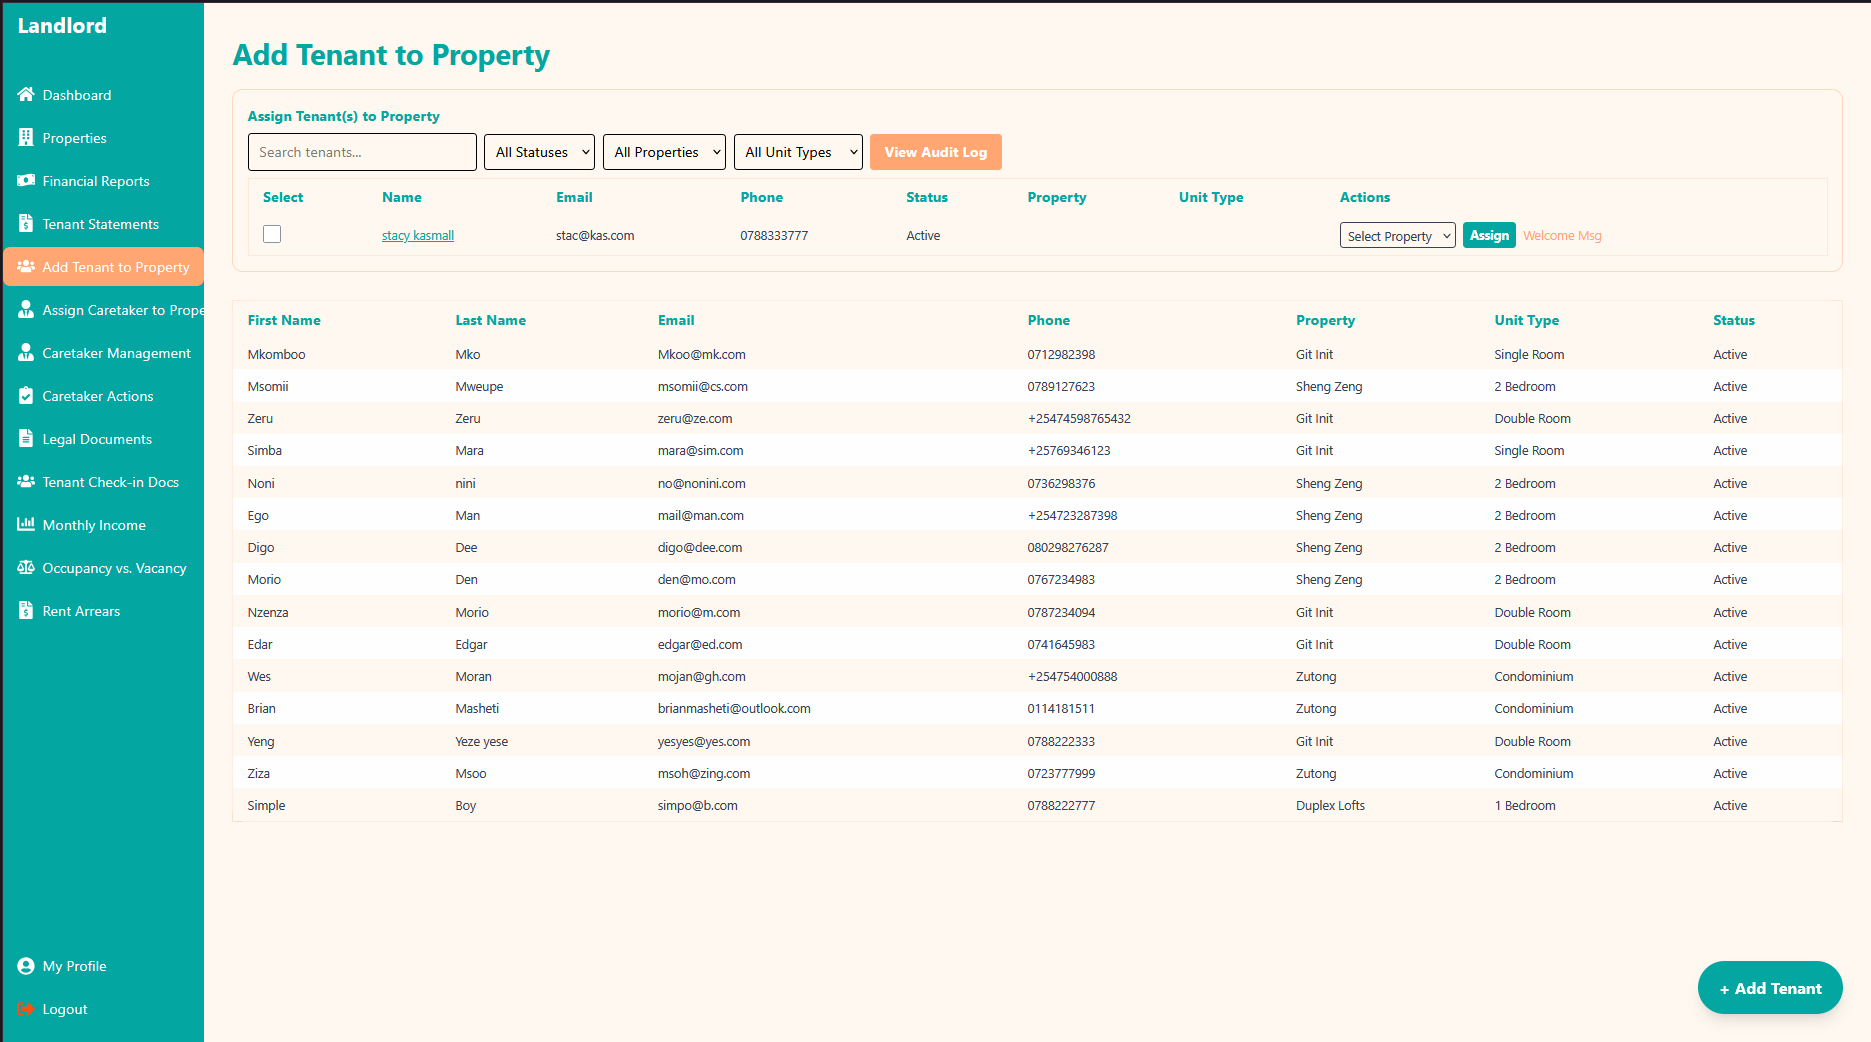 Landlord
Dashboard
Properties
Financial Reports
Tenant Statements
Add Tenant to Property
Assign Caretaker to Prope
Caretaker Management
Caretaker Actions
Legal Documents
Tenant Check-in Docs
Monthly Income
Occupancy vs. Vacancy
Rent Arrears
My Profile
Logout
Add Tenant to Property
Assign Tenant(s) to Property
Search tenants... All Statuses All Properties All Unit Types View Audit Log
Select Name Email Phone Status Property Unit Type Actions
stacy kasmall stac@kas.com 0788333777 Active Select Property Assign Welcome Msg
First Name Last Name Email Phone Property Unit Type Status
Mkomboo Mko Mkoo@mk.com 0712982398 Git Init Single Room Active
Msomii Mweupe msomii@cs.com 0789127623 Sheng Zeng 2 Bedroom Active
Zeru Zeru zeru@ze.com +25474598765432 Git Init Double Room Active
Simba Mara mara@sim.com +25769346123 Git Init Single Room Active
Noni nini no@nonini.com 0736298376 Sheng Zeng 2 Bedroom Active
Ego Man mail@man.com +254723287398 Sheng Zeng 2 Bedroom Active
Digo Dee digo@dee.com 080298276287 Sheng Zeng 2 Bedroom Active
Morio Den den@mo.com 0767234983 Sheng Zeng 2 Bedroom Active
Nzenza Morio morio@m.com 0787234094 Git Init Double Room Active
Edar Edgar edgar@ed.com 0741645983 Git Init Double Room Active
Wes Moran mojan@gh.com +254754000888 Zutong Condominium Active
Brian Masheti brianmasheti@outlook.com 0114181511 Zutong Condominium Active
Yeng Yeze yese yesyes@yes.com 0788222333 Git Init Double Room Active
Ziza Msoo msoh@zing.com 0723777999 Zutong Condominium Active
Simple Boy simpo@b.com 0788222777 Duplex Lofts 1 Bedroom Active
+ Add Tenant